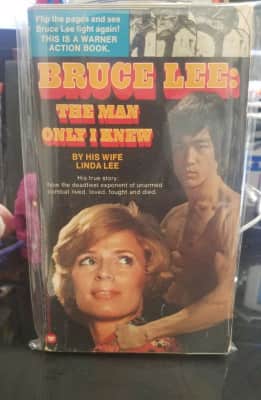 Flip the pages and see
Bruce Lee fight again!
THIS IS A WARNER
ACTION BOOK.
BRUCE LEE:
THE MAN
ONLY I KNEW
BY HIS WIFE
LINDA LEE
His true story:
How the deadliest exponent of unarmed
combat lived, loved, fought and died.